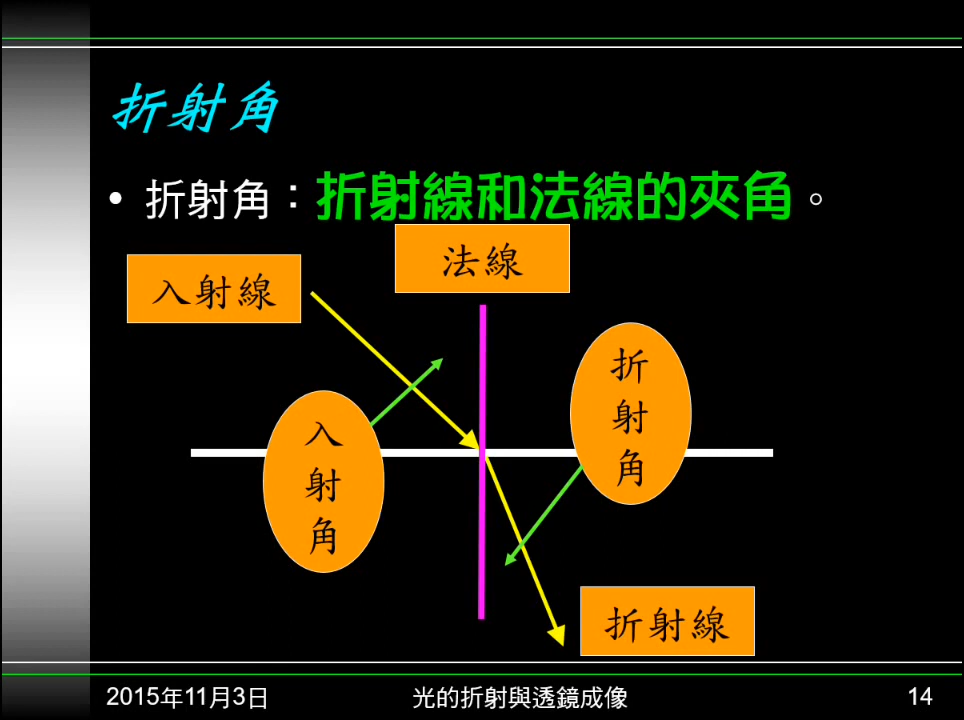 折射角
• 折射角：折射線和法線的夾角。
法線
入射線
折
射
角
入
射
角
折射線
2015年11月3日
光的折射與透鏡成像
14